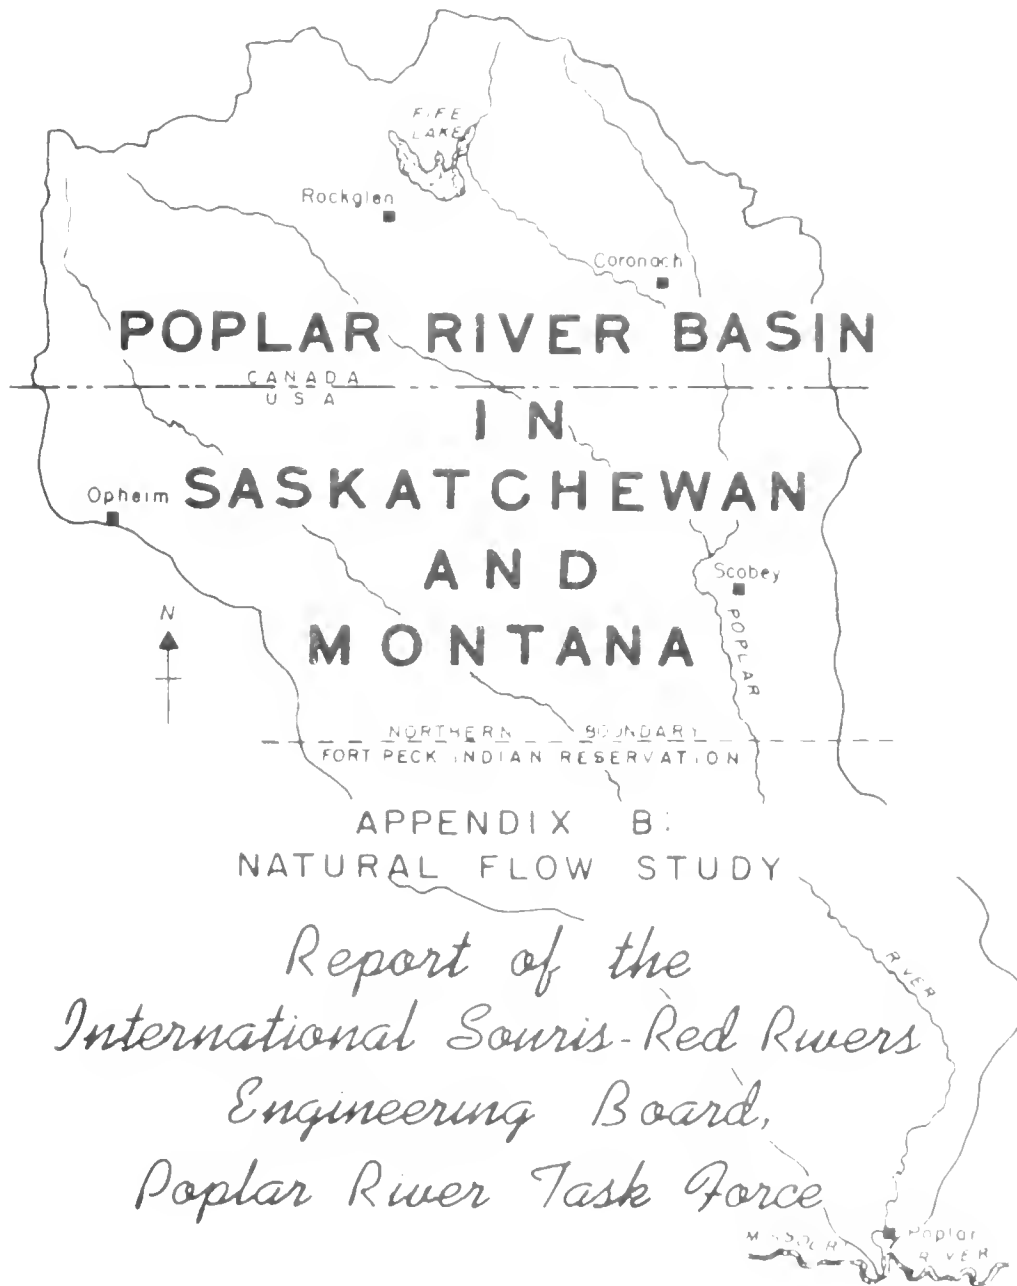 FIFE
LAKE
Rockglen
Coronach
POPLAR RIVER BASIN
CANADA
USA
IN
Opheim
SASKATCHEWAN
AND
Scobey
N
MONTANA
POPLAR
NORTHERN BOUNDARY
FORT PECK INDIAN RESERVATION
APPENDIX B:
NATURAL FLOW STUDY
Report of the
RIVER
International Souris-Red Rivers
Engineering Board,
Poplar River Task Force
Poplar
MISSOURI
RIVER